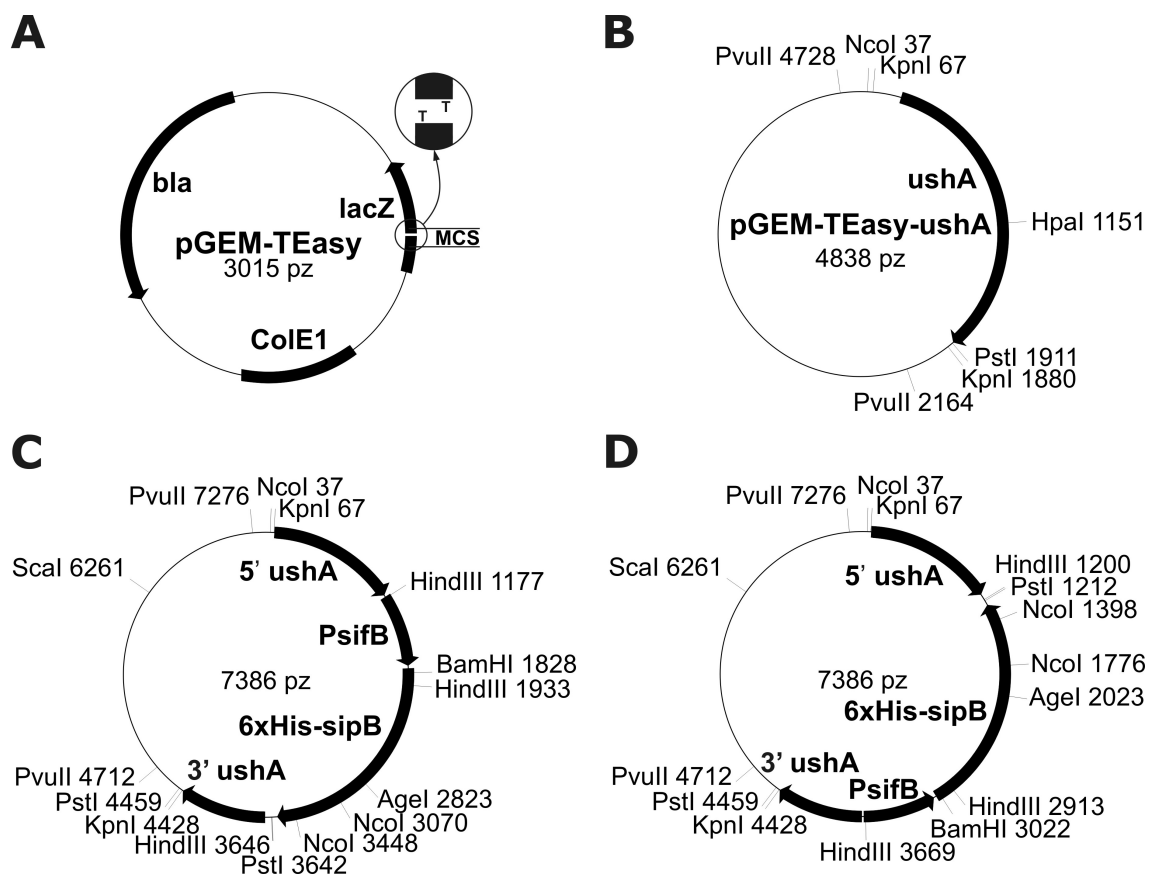 A
T
T
bla
lacZ
MCS
pGEM-TEasy
3015 pz
ColE1
B
PvuII 4728
NcoI 37
KpnI 67
ushA
HpaI 1151
pGEM-TEasy-ushA
4838 pz
PstI 1911
KpnI 1880
PvuII 2164
C
PvuII 7276
NcoI 37
KpnI 67
ScaI 6261
5' ushA
HindIII 1177
PsifB
BamHI 1828
HindIII 1933
7386 pz
6xHis-sipB
3' ushA
PvuII 4712
PstI 4459
KpnI 4428
HindIII 3646
PstI 3642
AgeI 2823
NcoI 3070
NcoI 3448
D
PvuII 7276
NcoI 37
KpnI 67
ScaI 6261
5' ushA
HindIII 1200
PstI 1212
NcoI 1398
NcoI 1776
AgeI 2023
7386 pz
6xHis-sipB
3' ushA
PsifB
PvuII 4712
PstI 4459
KpnI 4428
HindIII 2913
BamHI 3022
HindIII 3669